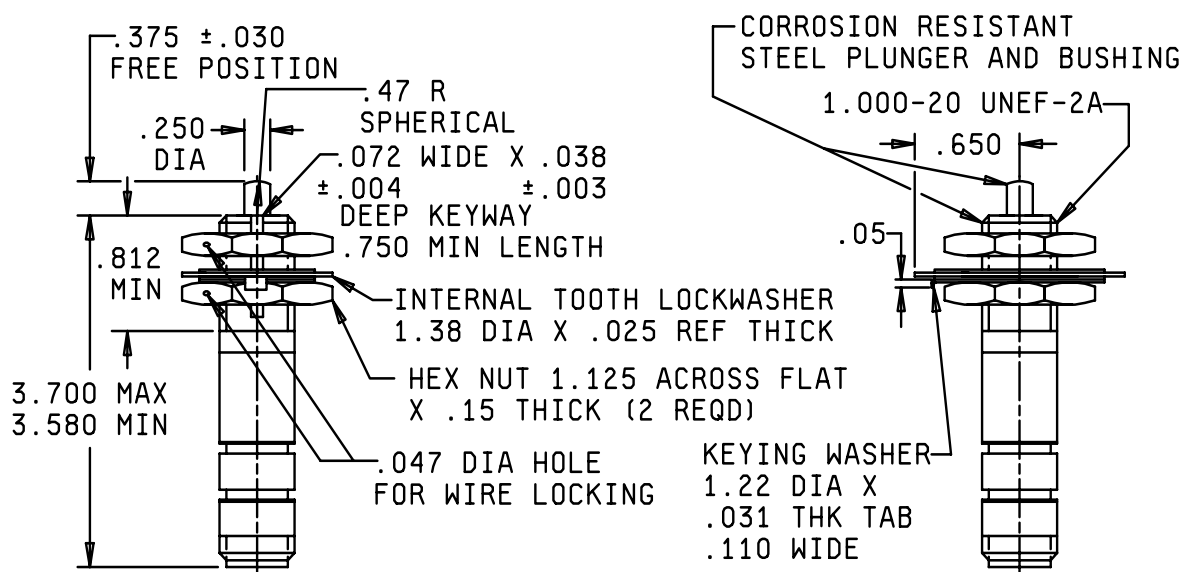 .375 ±.030
FREE POSITION
.47 R
SPHERICAL
.250
DIA
.072 WIDE X .038
±.004 ±.003
DEEP KEYWAY
.750 MIN LENGTH
.812
MIN
INTERNAL TOOTH LOCKWASHER
1.38 DIA X .025 REF THICK
3.700 MAX
3.580 MIN
HEX NUT 1.125 ACROSS FLAT
X .15 THICK (2 REQD)
.047 DIA HOLE
FOR WIRE LOCKING
CORROSION RESISTANT
STEEL PLUNGER AND BUSHING
1.000-20 UNEF-2A
.650
.05
KEYING WASHER
1.22 DIA X
.031 THK TAB
.110 WIDE